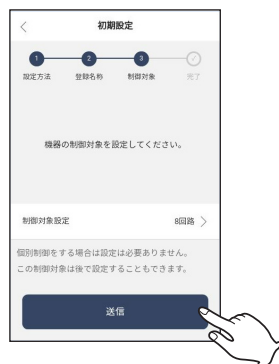 初期設定
1 2 3
設定方法 登録名称 制御対象 完了
機器の制御対象を設定してください。
制御対象設定 8回路
個別制御をする場合は設定は必要ありません。
この制御対象は後で設定することもできます。
送信